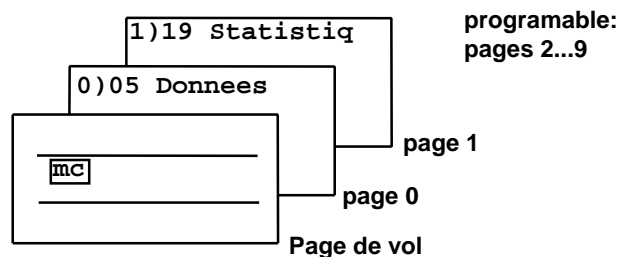 programable:
pages 2...9
1)19 Statistiq
0)05 Donnees
mc
page 1
page 0
Page de vol